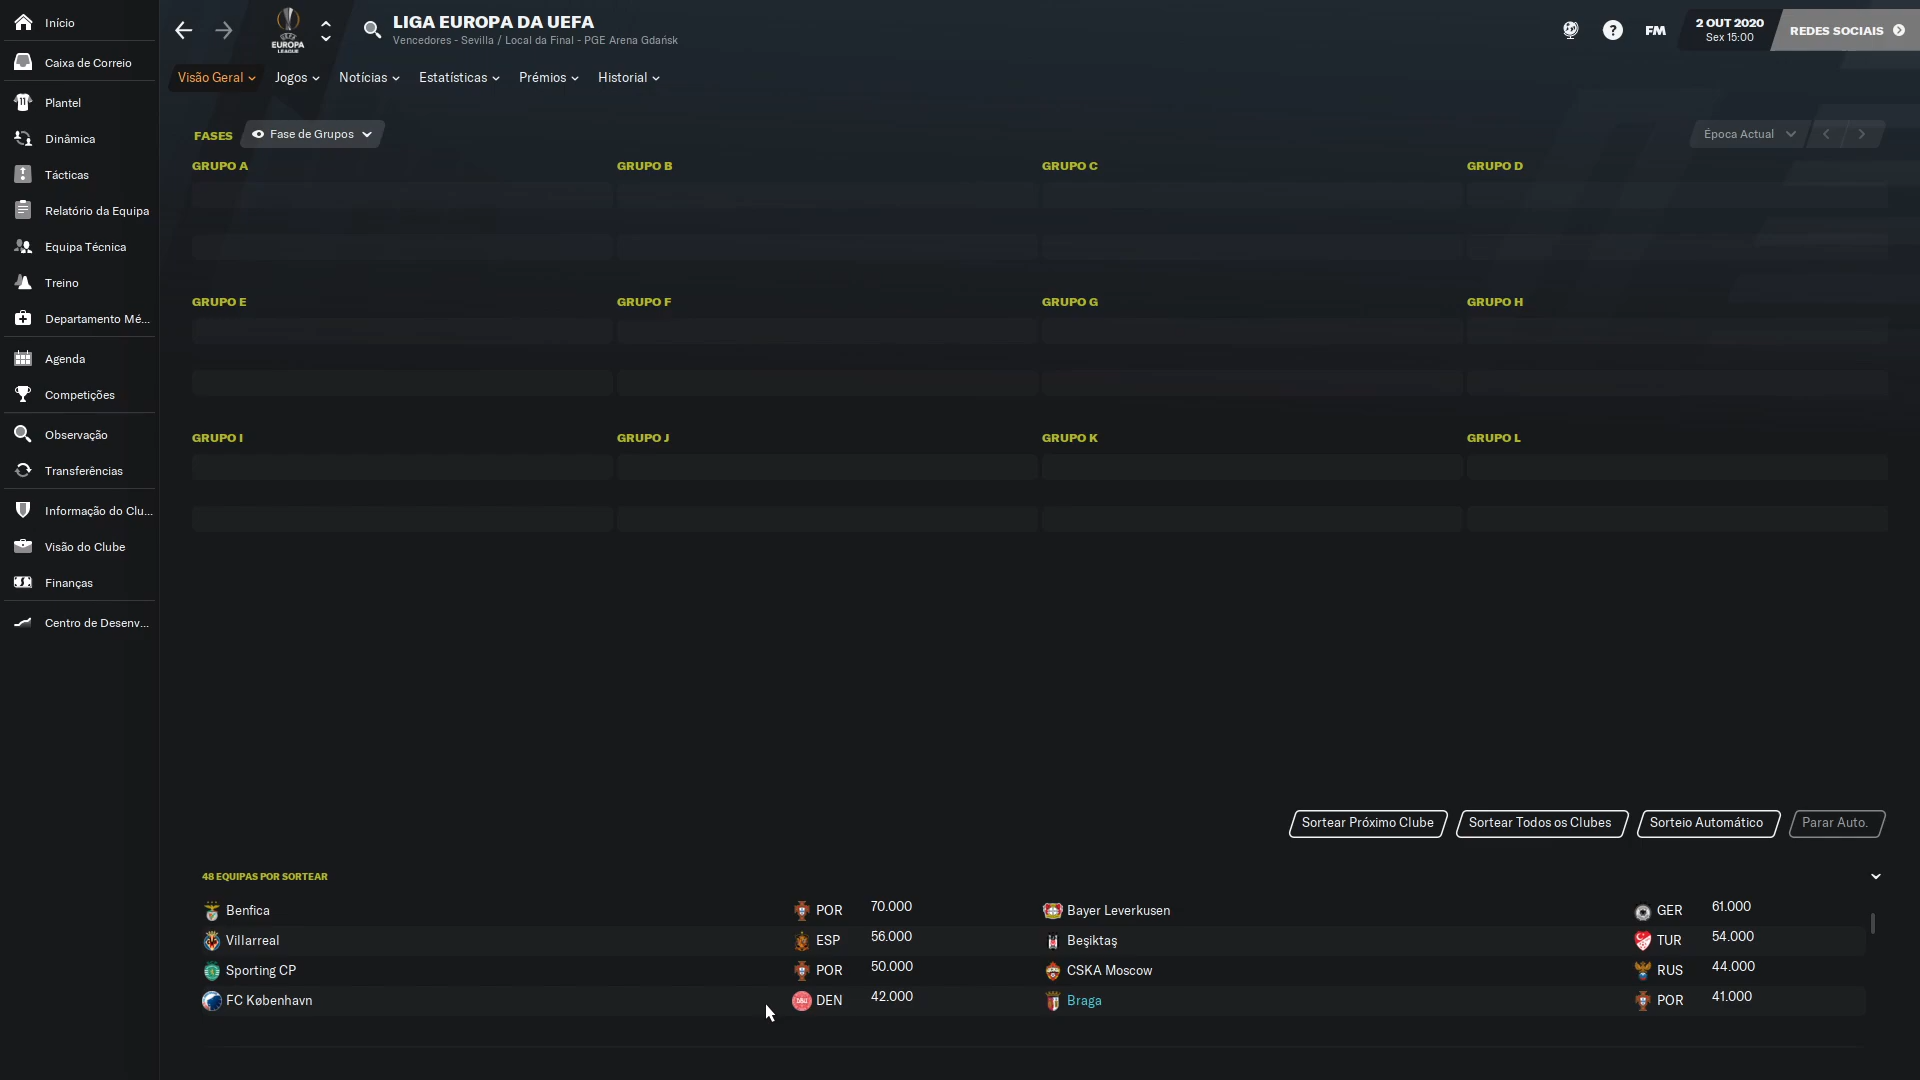 Início
Caixa de Correio
Plantel
Dinâmica
Tácticas
Relatório da Equipa
Equipa Técnica
Treino
Departamento Mé...
Agenda
Competições
Observação
Transferências
Informação do Clu...
Visão do Clube
Finanças
Centro de Desenv...
UEFA
EUROPA
LEAGUE
LIGA EUROPA DA UEFA
Vencedores - Sevilla / Local da Final - PGE Arena Gdańsk
FM
2 OUT 2020
Sex 15:00
REDES SOCIAIS
Visão Geral
Jogos
Notícias
Estatísticas
Prémios
Historial
FASES
Fase de Grupos
Época Actual
GRUPO A
GRUPO B
GRUPO C
GRUPO D
GRUPO E
GRUPO F
GRUPO G
GRUPO H
GRUPO I
GRUPO J
GRUPO K
GRUPO L
Sortear Próximo Clube
Sortear Todos os Clubes
Sorteio Automático
Parar Auto.
48 EQUIPAS POR SORTEAR
Benfica POR 70.000 Bayer Leverkusen GER 61.000
Villarreal ESP 56.000 Beşiktaş TUR 54.000
Sporting CP POR 50.000 CSKA Moscow RUS 44.000
FC København DEN 42.000 Braga POR 41.000